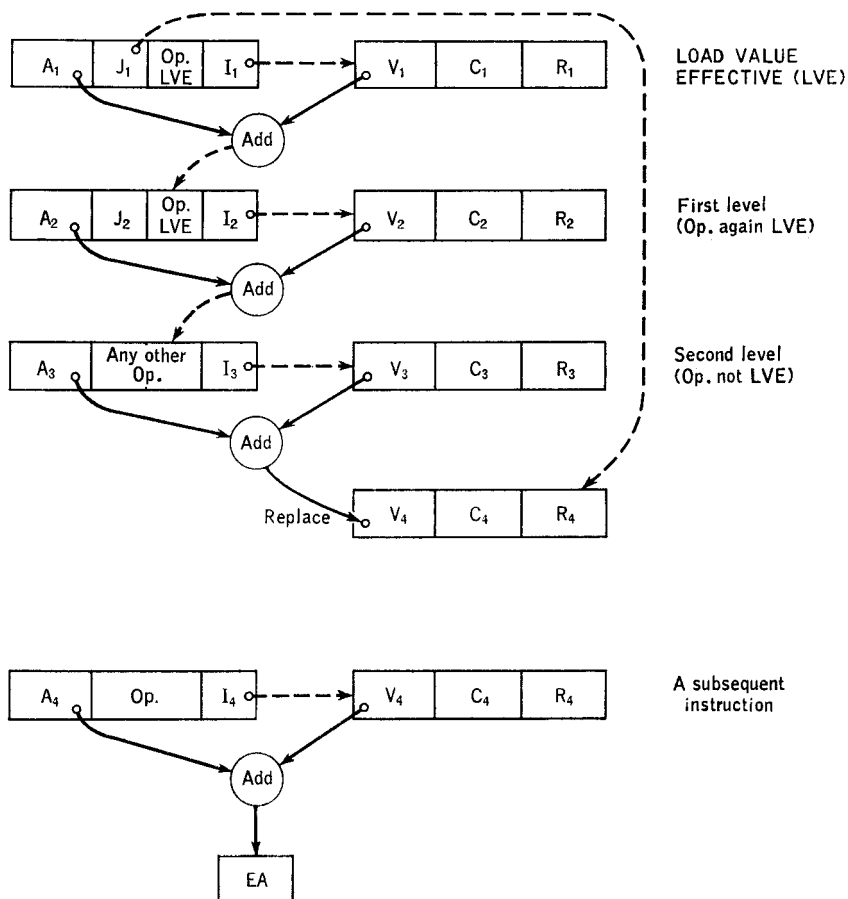 A₁ J₁ Op. LVE I₁ V₁ C₁ R₁ LOAD VALUE
EFFECTIVE (LVE)
Add
A₂ J₂ Op. LVE I₂ V₂ C₂ R₂ First level
(Op. again LVE)
Add
A₃ Any other Op. I₃ V₃ C₃ R₃ Second level
(Op. not LVE)
Add
Replace V₄ C₄ R₄
A₄ Op. I₄ V₄ C₄ R₄ A subsequent
instruction
Add
EA